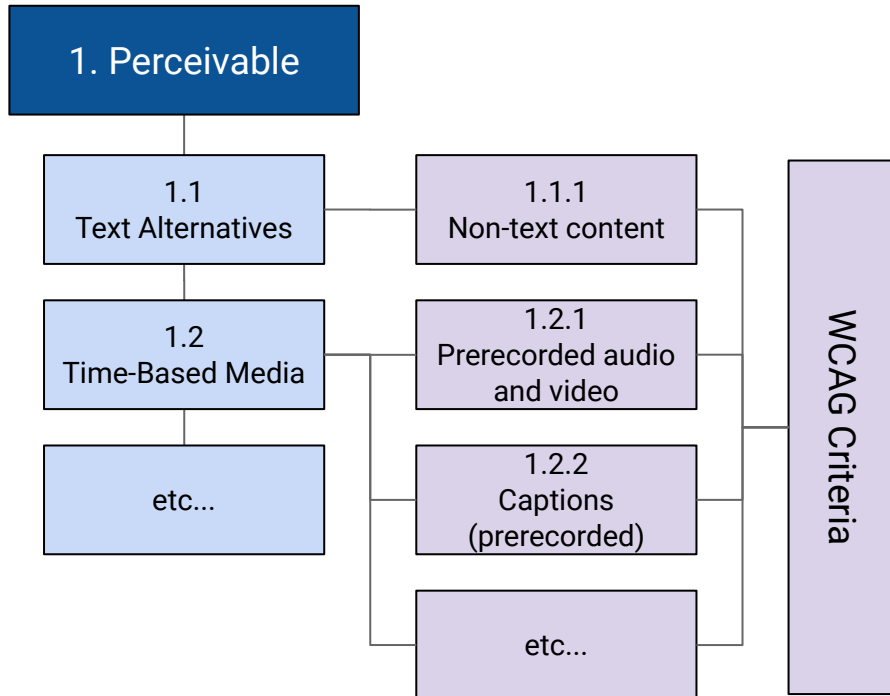 1. Perceivable
1.1
Text Alternatives
1.1.1
Non-text content
1.2
Time-Based Media
1.2.1
Prerecorded audio
and video
etc...
1.2.2
Captions
(prerecorded)
etc...
WCAG Criteria